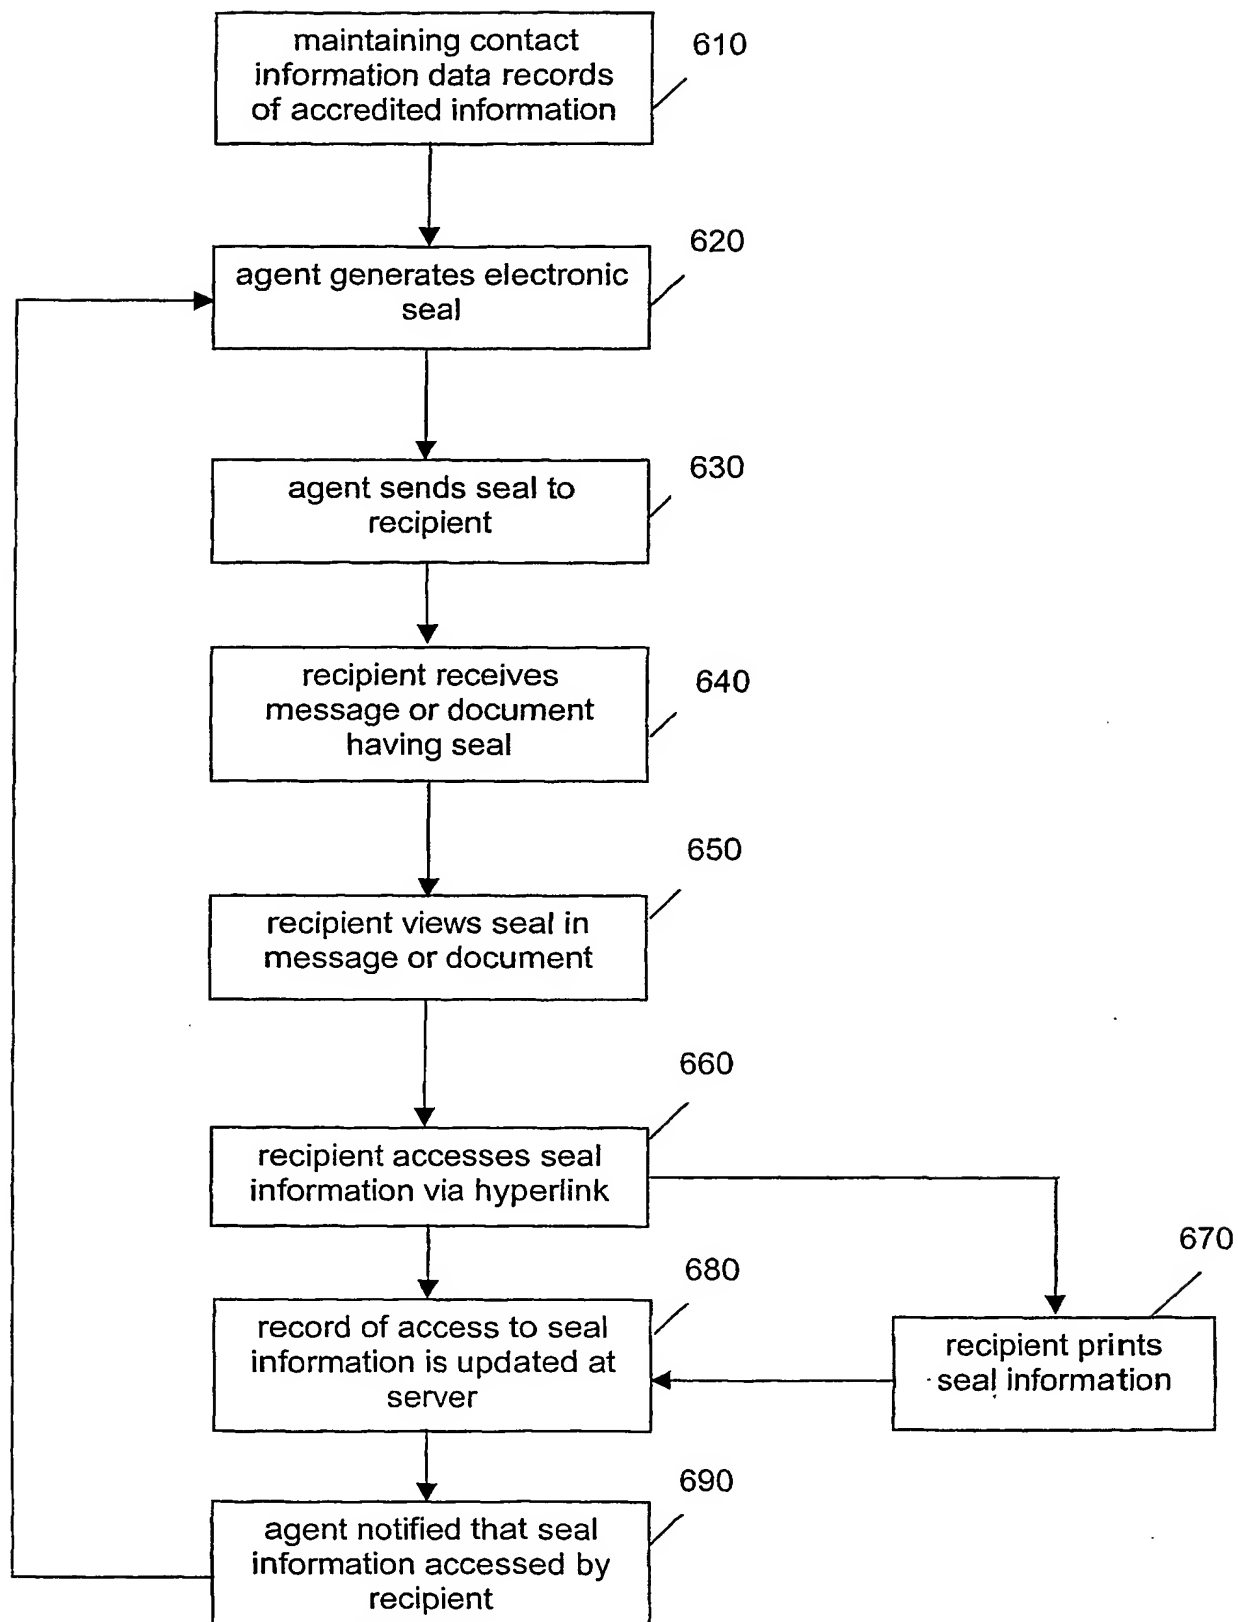 maintaining contact
information data records
of accredited information
610
agent generates electronic
seal
620
agent sends seal to
recipient
630
recipient receives
message or document
having seal
640
recipient views seal in
message or document
650
recipient accesses seal
information via hyperlink
660
recipient prints
seal information
670
record of access to seal
information is updated at
server
680
agent notified that seal
information accessed by
recipient
690